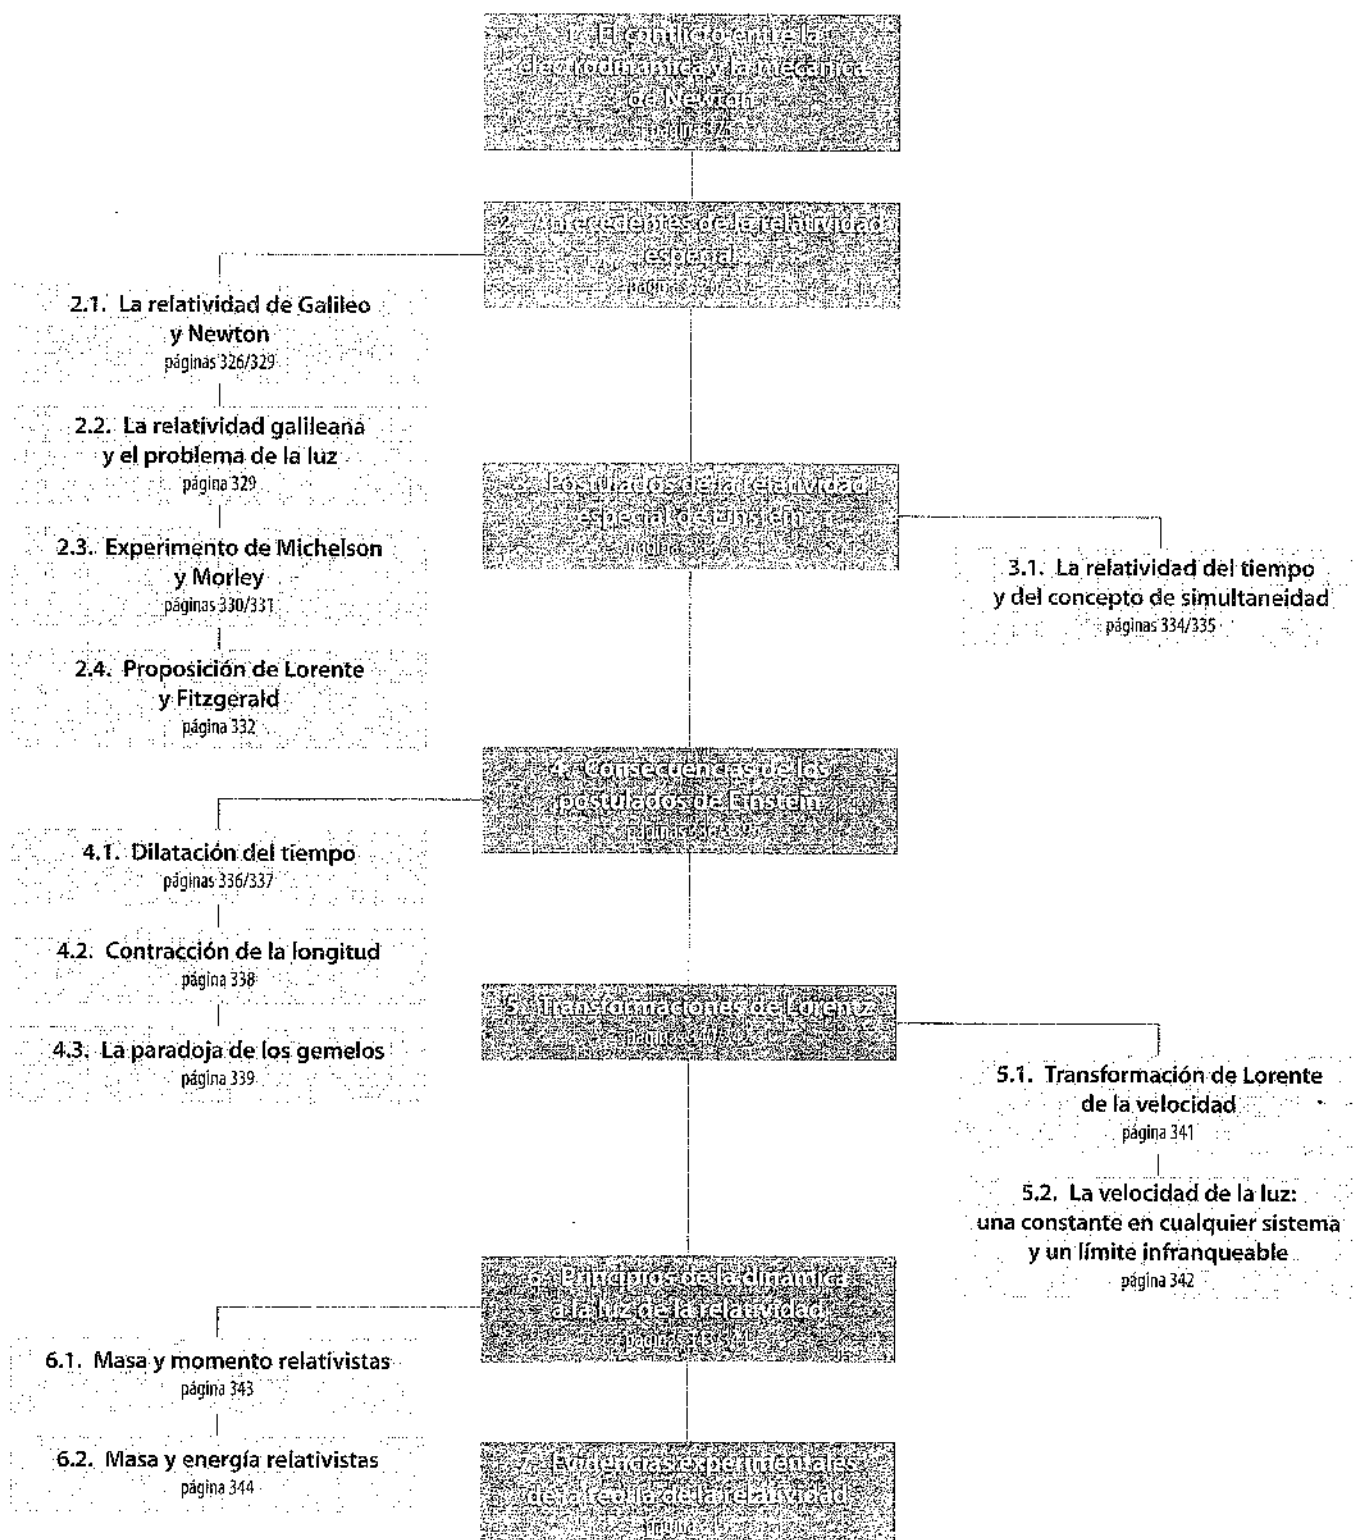 1. El conflicto entre la
electrodinámica y la mecánica
de Newton
página
2. Antecedentes de la relatividad
especial
páginas
2.1. La relatividad de Galileo
y Newton
páginas 326/329
2.2. La relatividad galileana
y el problema de la luz
página 329
2.3. Experimento de Michelson
y Morley
páginas 330/331
2.4. Proposición de Lorente
y Fitzgerald
página 332
3. Postulados de la relatividad
especial de Einstein
páginas
3.1. La relatividad del tiempo
y del concepto de simultaneidad
páginas 334/335
4. Consecuencias de los
postulados de Einstein
páginas 336/339
4.1. Dilatación del tiempo
páginas 336/337
4.2. Contracción de la longitud
página 338
4.3. La paradoja de los gemelos
página 339
5. Transformaciones de Lorentz
páginas
5.1. Transformación de Lorente
de la velocidad
página 341
5.2. La velocidad de la luz:
una constante en cualquier sistema
y un límite infranqueable
página 342
6. Principios de la dinámica
a la luz de la relatividad
páginas
6.1. Masa y momento relativistas
página 343
6.2. Masa y energía relativistas
página 344
7. Evidencias experimentales
de la teoría de la relatividad
página